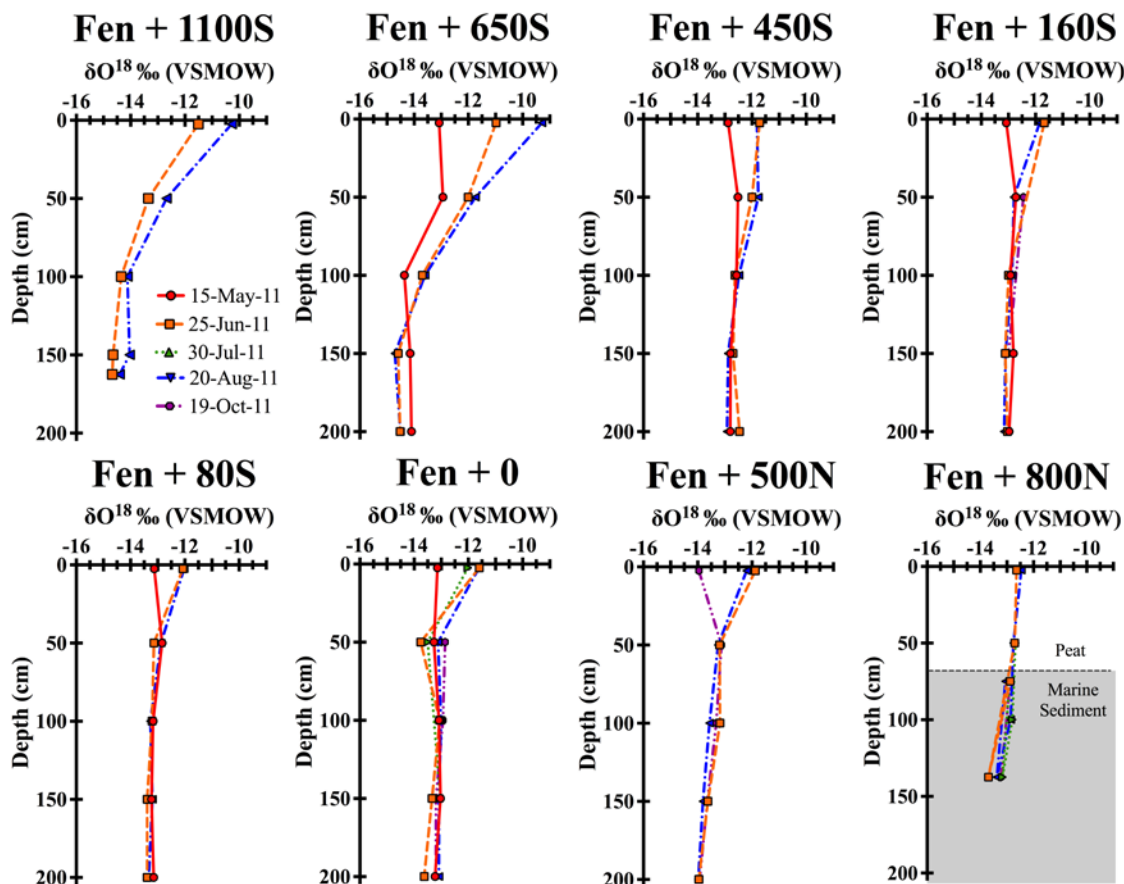 Fen + 1100S
δO¹⁸ ‰ (VSMOW)
-16 -14 -12 -10
Depth (cm)
0
50
100
150
200
15-May-11
25-Jun-11
30-Jul-11
20-Aug-11
19-Oct-11
Fen + 650S
δO¹⁸ ‰ (VSMOW)
-16 -14 -12 -10
Depth (cm)
0
50
100
150
200
Fen + 450S
δO¹⁸ ‰ (VSMOW)
-16 -14 -12 -10
Depth (cm)
0
50
100
150
200
Fen + 160S
δO¹⁸ ‰ (VSMOW)
-16 -14 -12 -10
Depth (cm)
0
50
100
150
200
Fen + 80S
δO¹⁸ ‰ (VSMOW)
-16 -14 -12 -10
Depth (cm)
0
50
100
150
200
Fen + 0
δO¹⁸ ‰ (VSMOW)
-16 -14 -12 -10
Depth (cm)
0
50
100
150
200
Fen + 500N
δO¹⁸ ‰ (VSMOW)
-16 -14 -12 -10
Depth (cm)
0
50
100
150
200
Fen + 800N
δO¹⁸ ‰ (VSMOW)
-16 -14 -12 -10
Depth (cm)
0
50
100
150
200
Peat
Marine
Sediment